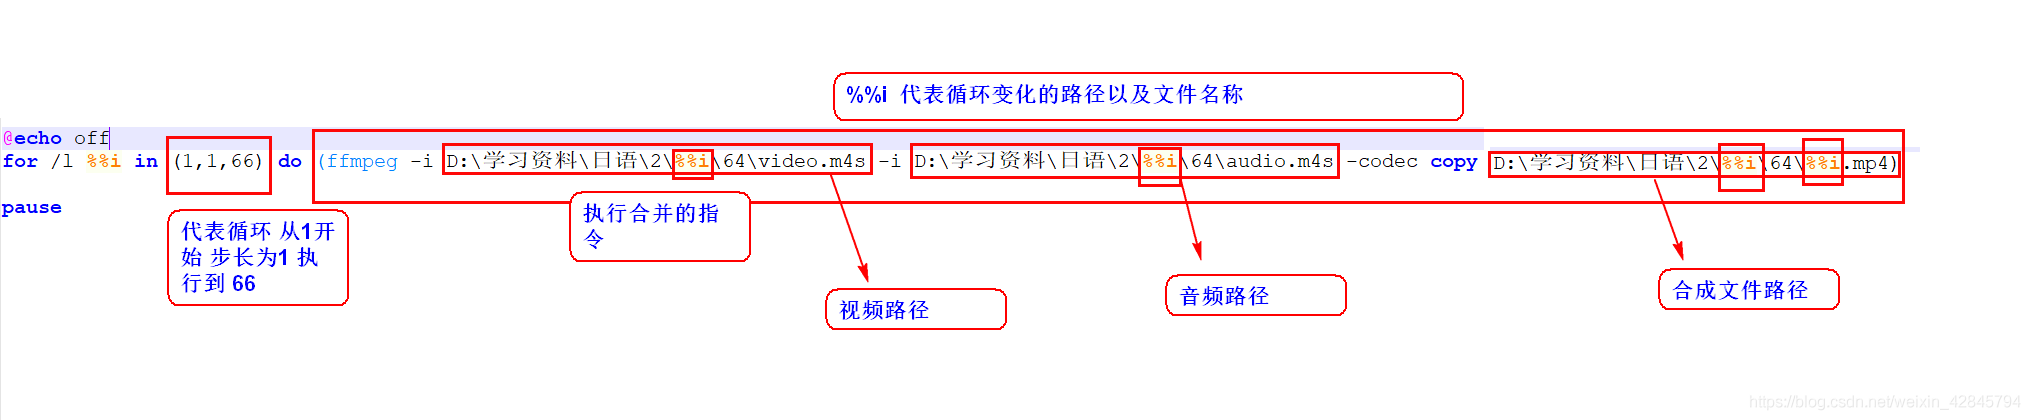 %%i 代表循环变化的路径以及文件名称
@echo off
for /l %%i in (1,1,66) do (ffmpeg -i D:\学习资料\日语\2\%%i\64\video.m4s -i D:\学习资料\日语\2\%%i\64\audio.m4s -codec copy D:\学习资料\日语\2\%%i\64\%%i.mp4)
pause
代表循环 从1开
始 步长为1 执
行到 66
执行合并的指
令
视频路径
音频路径
合成文件路径
https://blog.csdn.net/weixin_42845794